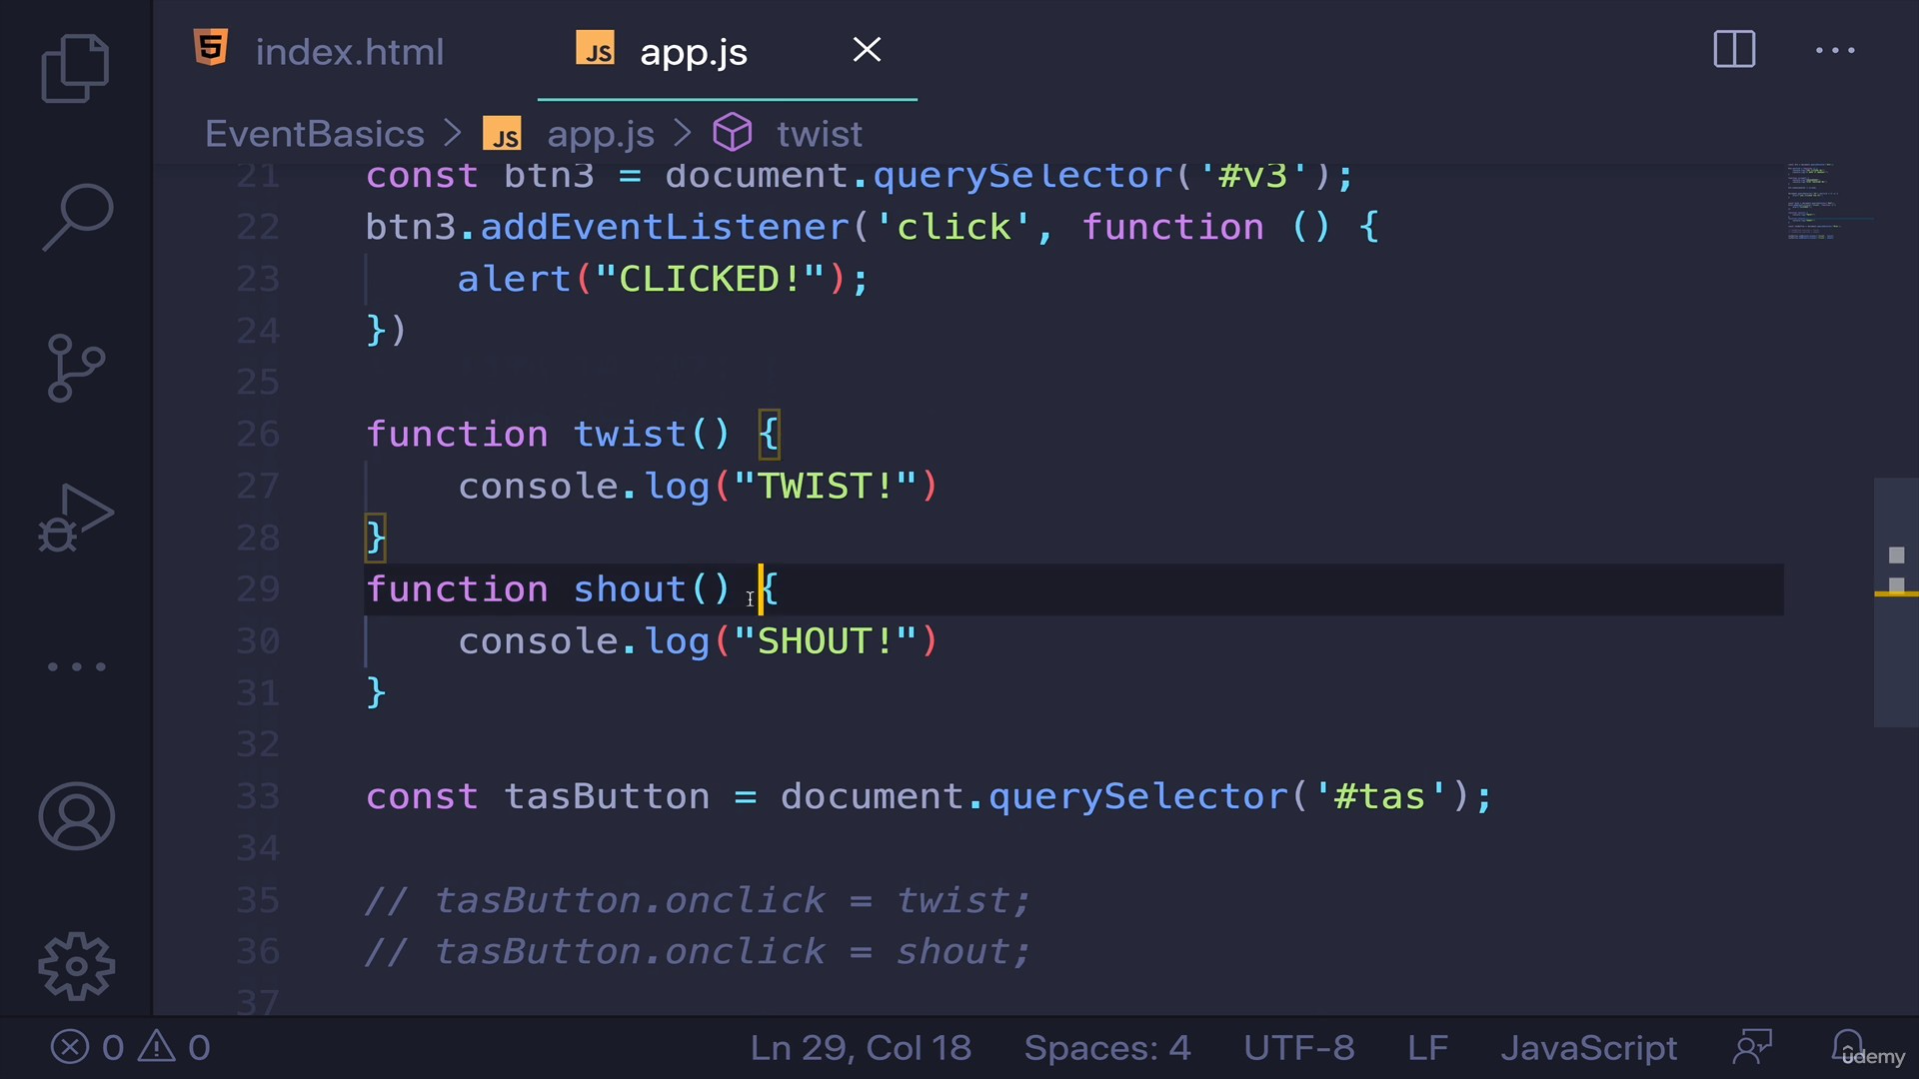 index.html
JS app.js
EventBasics > JS app.js > twist
21 const btn3 = document.querySelector('#v3');
22 btn3.addEventListener('click', function () {
23     alert("CLICKED!");
24 })
25
26 function twist() {
27     console.log("TWIST!")
28 }
29 function shout() {
30     console.log("SHOUT!")
31 }
32
33 const tasButton = document.querySelector('#tas');
34
35 // tasButton.onclick = twist;
36 // tasButton.onclick = shout;
37
0 0 Ln 29, Col 18 Spaces: 4 UTF-8 LF JavaScript
udemy